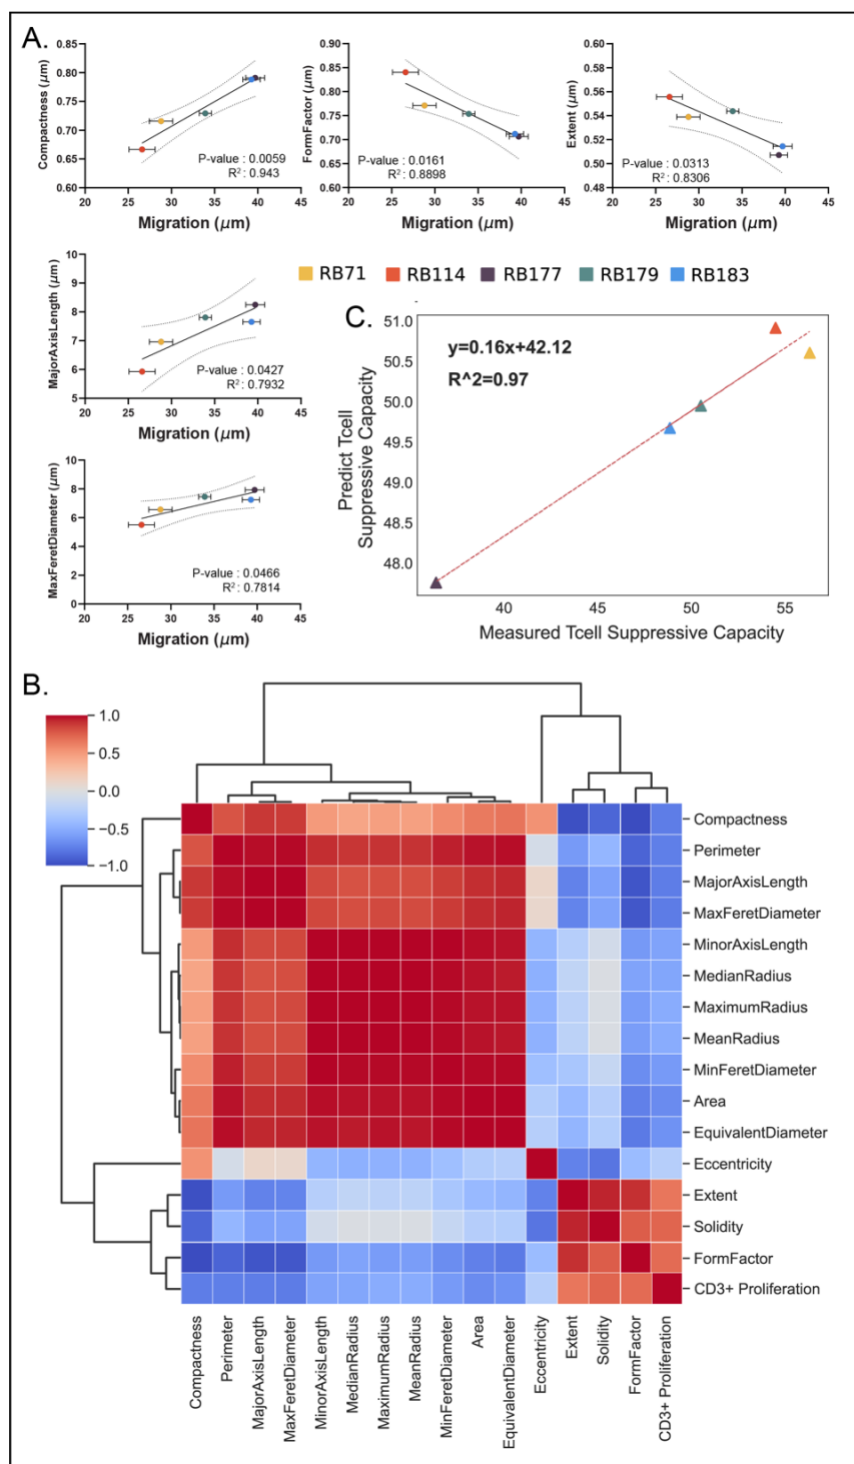 A.
Compactness (μm)
0.85
0.80
0.75
0.70
0.65
0.60
P-value : 0.0059
R² : 0.943
20 25 30 35 40 45
Migration (μm)
FormFactor (μm)
0.90
0.85
0.80
0.75
0.70
0.65
0.60
P-value : 0.0161
R² : 0.8898
20 25 30 35 40 45
Migration (μm)
Extent (μm)
0.60
0.58
0.56
0.54
0.52
0.50
0.48
P-value : 0.0313
R² : 0.8306
20 25 30 35 40 45
Migration (μm)
MajorAxisLength (μm)
10
9
8
7
6
5
P-value : 0.0427
R² : 0.7932
20 25 30 35 40 45
Migration (μm)
RB71 RB114 RB177 RB179 RB183
MaxFeretDiameter (μm)
10
8
6
4
2
0
P-value : 0.0466
R² : 0.7814
20 25 30 35 40 45
Migration (μm)
C.
Predict Tcell
Suppressive Capacity
51.0
50.5
50.0
49.5
49.0
48.5
48.0
y=0.16x+42.12
R^2=0.97
40 45 50 55
Measured Tcell Suppressive Capacity
B.
1.0
0.5
0.0
−0.5
−1.0
Compactness
Perimeter
MajorAxisLength
MaxFeretDiameter
MinorAxisLength
MedianRadius
MaximumRadius
MeanRadius
MinFeretDiameter
Area
EquivalentDiameter
Eccentricity
Extent
Solidity
FormFactor
CD3+ Proliferation
Compactness
Perimeter
MajorAxisLength
MaxFeretDiameter
MinorAxisLength
MedianRadius
MaximumRadius
MeanRadius
MinFeretDiameter
Area
EquivalentDiameter
Eccentricity
Extent
Solidity
FormFactor
CD3+ Proliferation